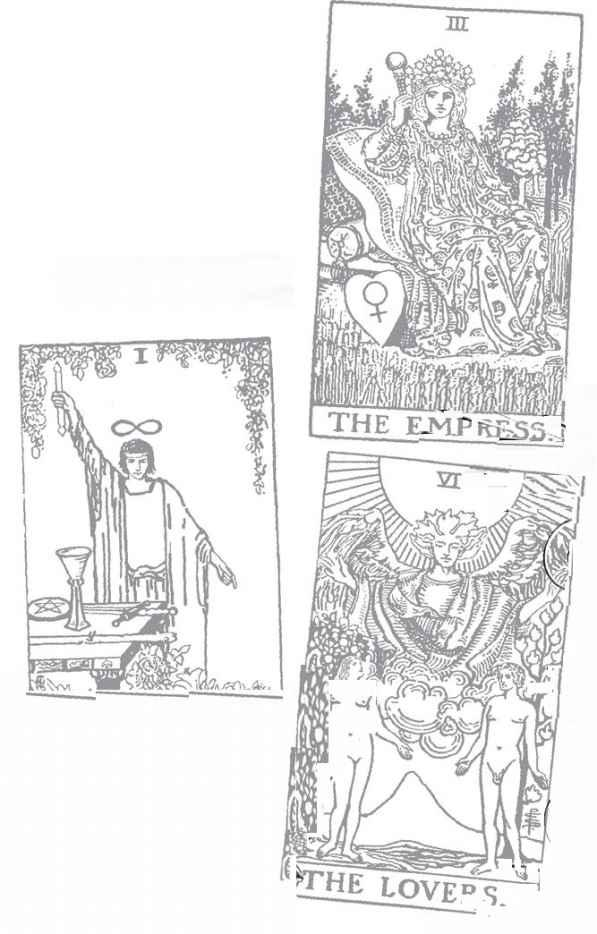 III
THE EMPRESS.
I
VI
THE LOVERS.